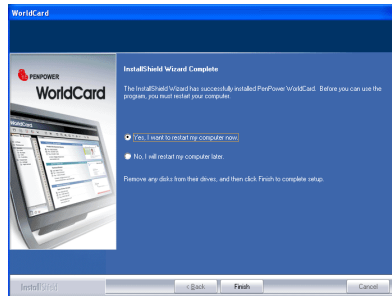 WorldCard
PENPOWER
WorldCard
InstallShield Wizard Complete
The InstallShield Wizard has successfully installed PenPower WorldCard. Before you can use the
program, you must restart your computer.
Yes, I want to restart my computer now.
No, I will restart my computer later.
Remove any disks from their drives, and then click Finish to complete setup.
InstallShield
< Back
Finish
Cancel